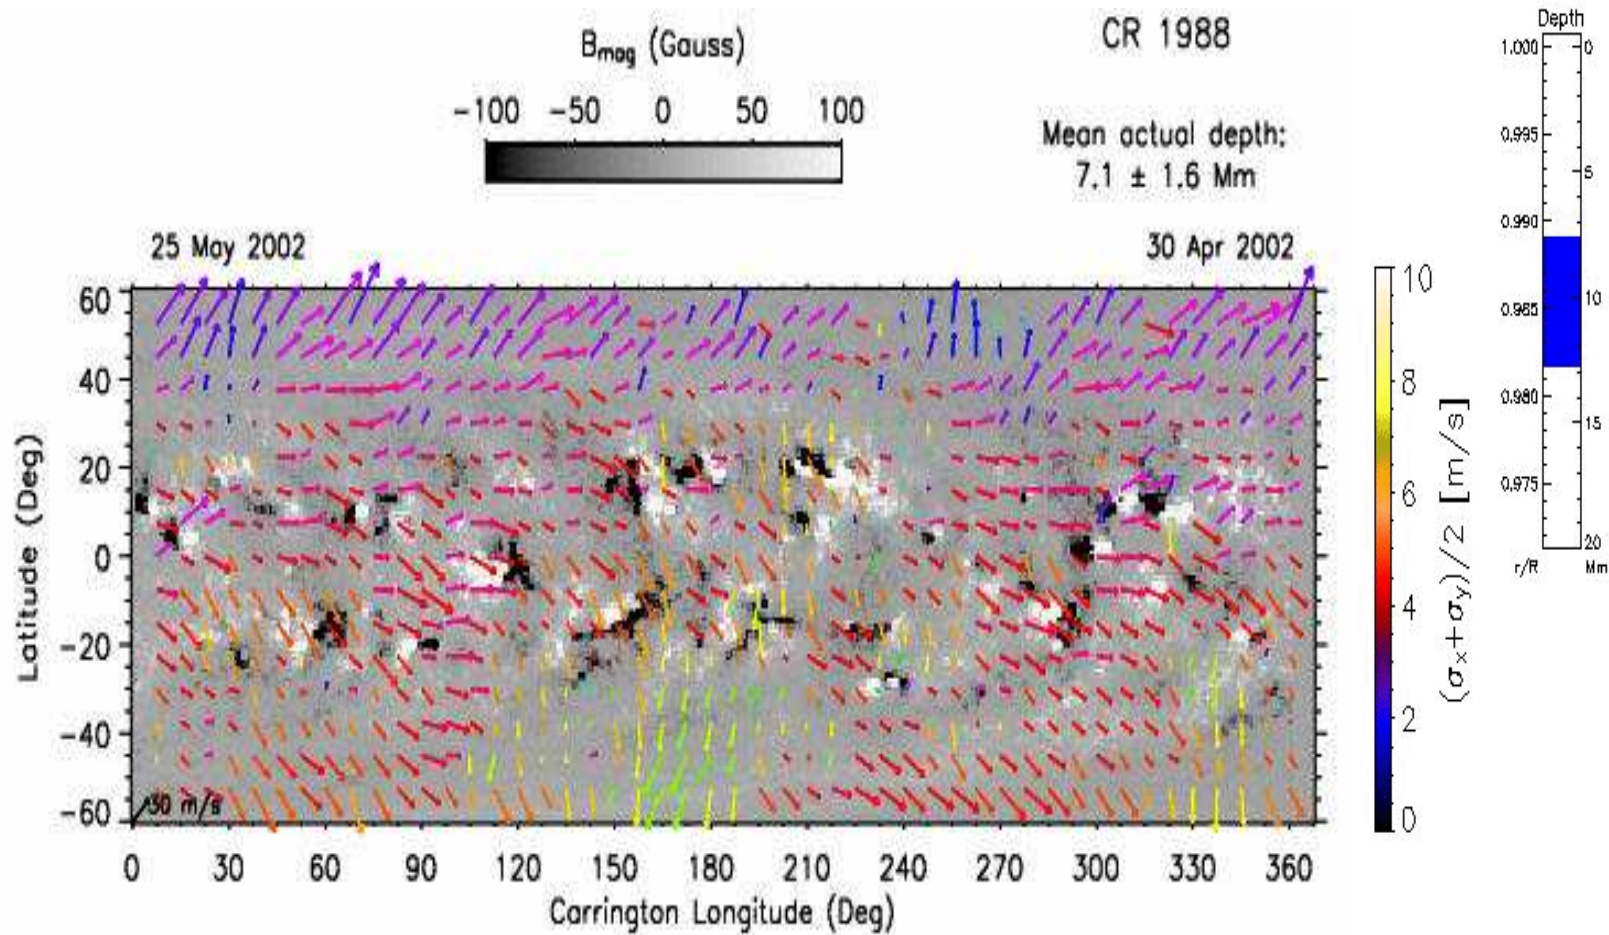 B_mag (Gauss)
-100 -50 0 50 100
CR 1988
Mean actual depth:
7.1 ± 1.6 Mm
25 May 2002
30 Apr 2002
Latitude (Deg)
60
40
20
0
-20
-40
-60
30 m/s
0 30 60 90 120 150 180 210 240 270 300 330 360
Carrington Longitude (Deg)
10
8
6
4
2
0
(σx+σy)/2 [m/s]
Depth
1.000 0
0.995
5
0.990
10
0.985
0.980
15
0.975
20
r/R Mm